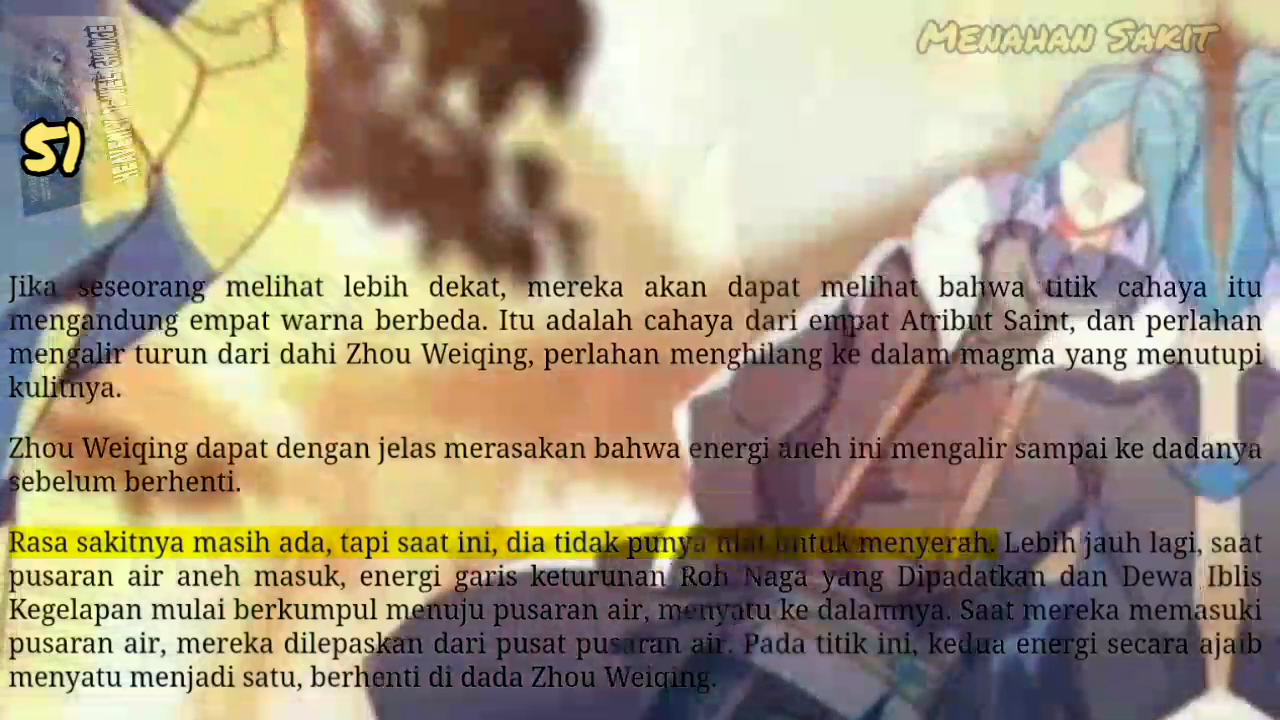 Menahan Sakit
51
Jika seseorang melihat lebih dekat, mereka akan dapat melihat bahwa titik cahaya itu
mengandung empat warna berbeda. Itu adalah cahaya dari empat Atribut Saint, dan perlahan
mengalir turun dari dahi Zhou Weiqing, perlahan menghilang ke dalam magma yang menutupi
kulitnya.
Zhou Weiqing dapat dengan jelas merasakan bahwa energi aneh ini mengalir sampai ke dadanya
sebelum berhenti.
Rasa sakitnya masih ada, tapi saat ini, dia tidak punya niat untuk menyerah. Lebih jauh lagi, saat
pusaran air aneh masuk, energi garis keturunan Roh Naga yang Dipadatkan dan Dewa Iblis
Kegelapan mulai berkumpul menuju pusaran air, menyatu ke dalamnya. Saat mereka memasuki
pusaran air, mereka dilepaskan dari pusat pusaran air. Pada titik ini, kedua energi secara ajaib
menyatu menjadi satu, berhenti di dada Zhou Weiqing.